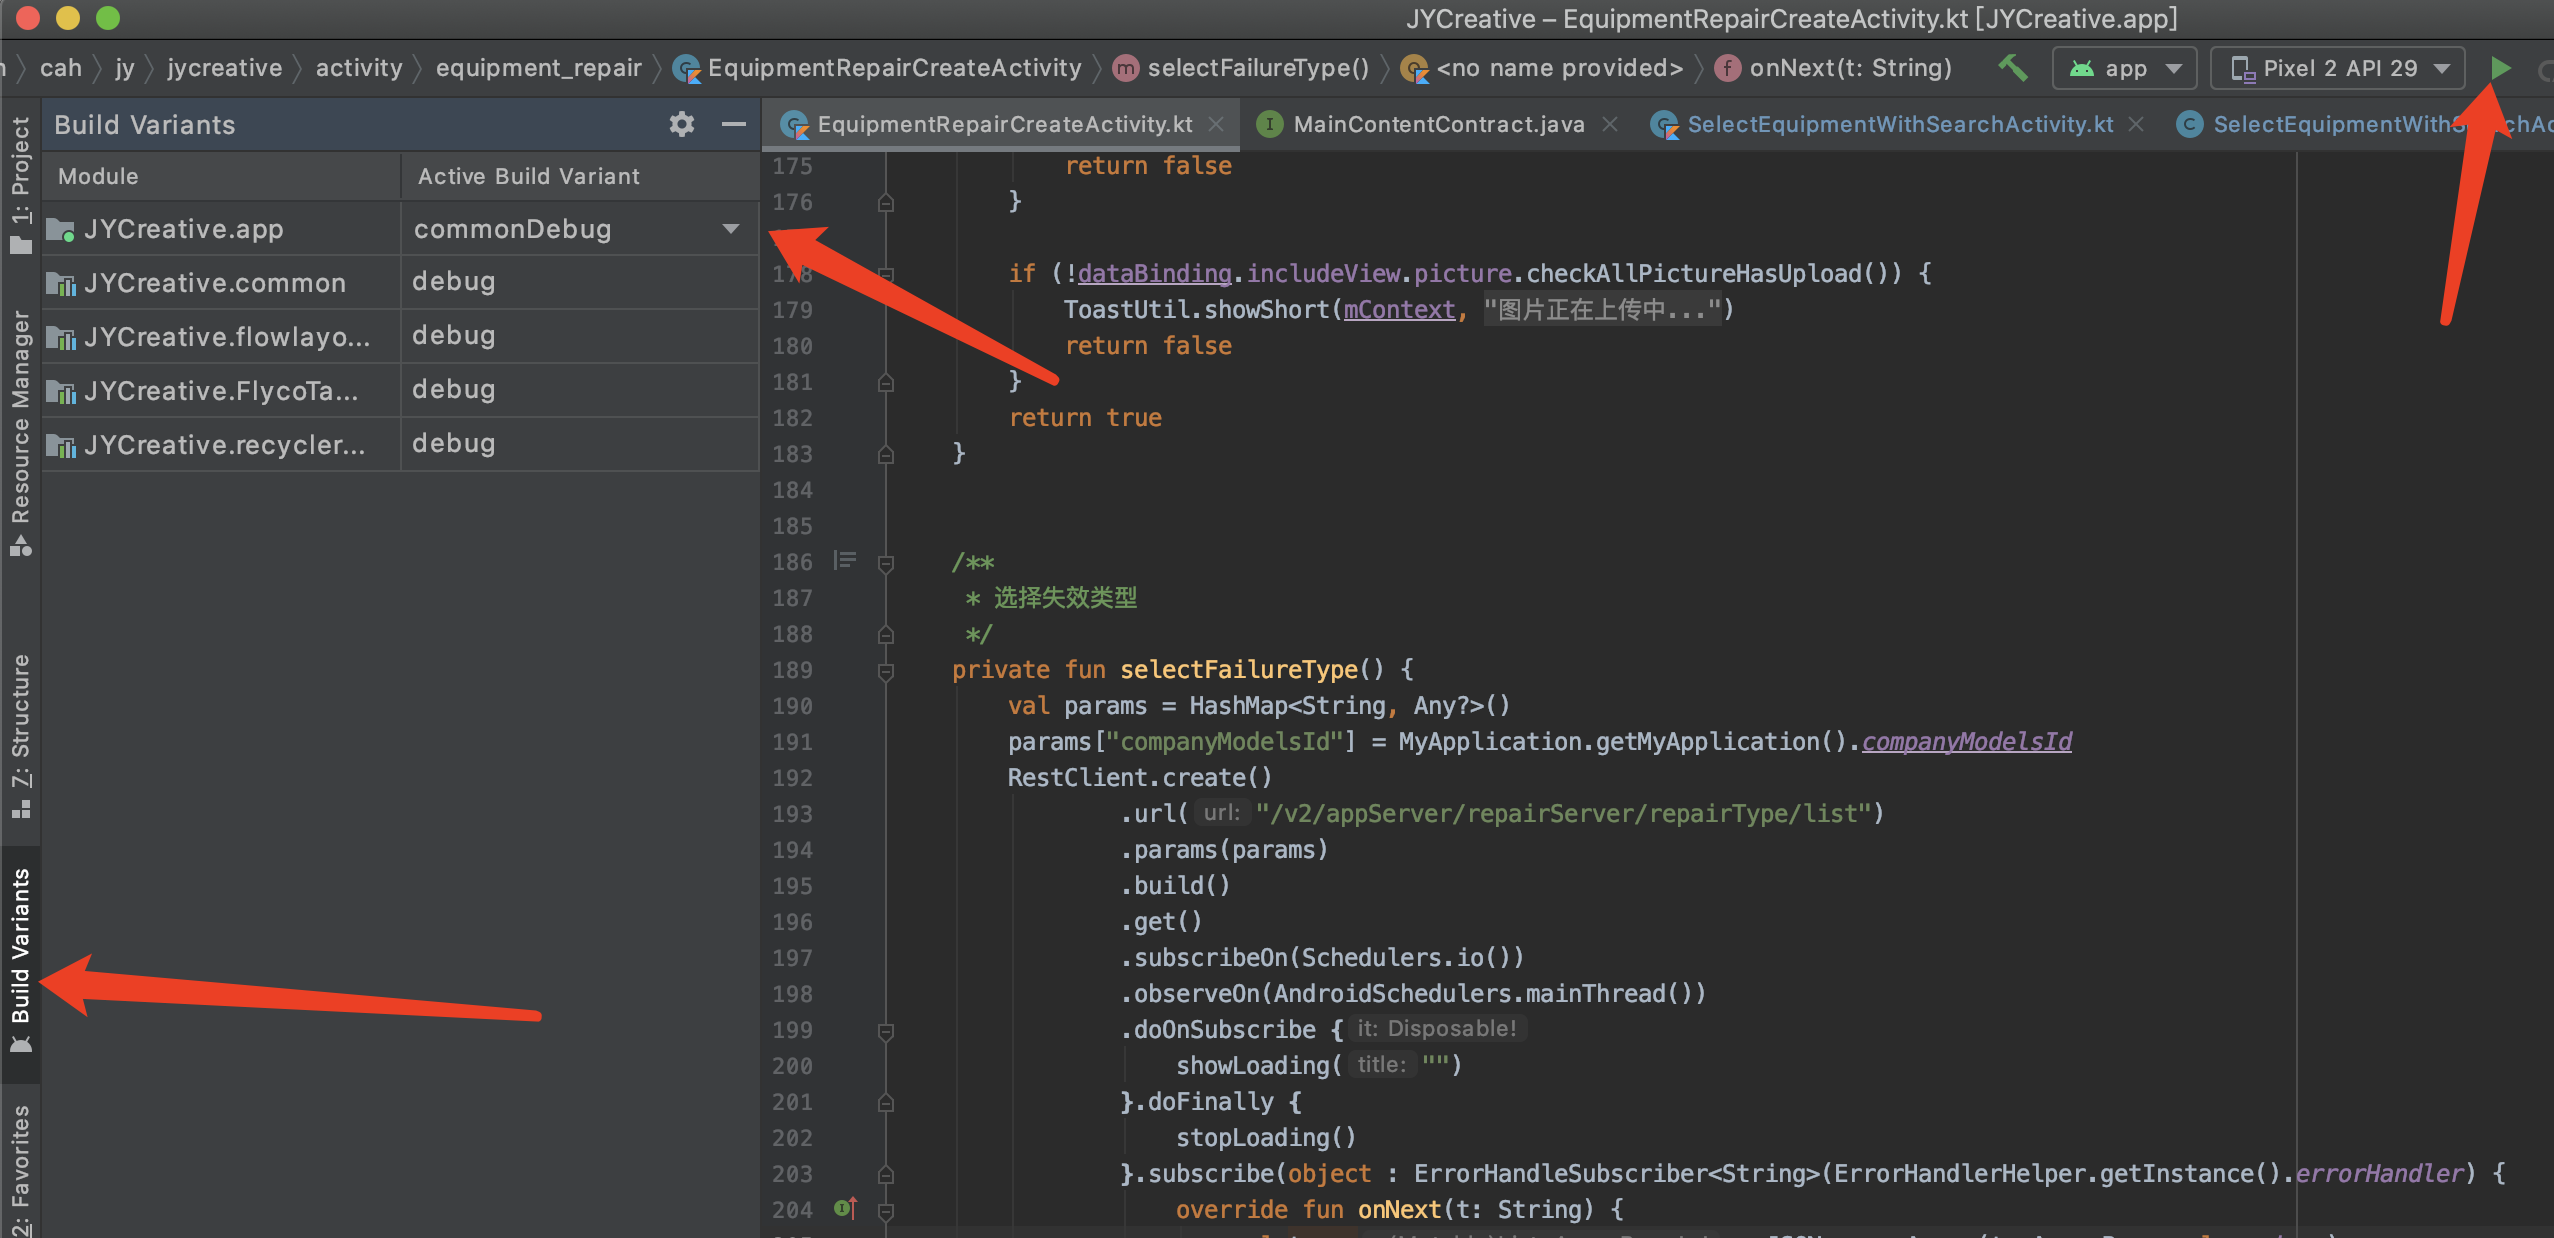 JYCreative – EquipmentRepairCreateActivity.kt [JYCreative.app]
cah jy jycreative activity equipment_repair EquipmentRepairCreateActivity selectFailureType() <no name provided> onNext(t: String) app Pixel 2 API 29
Build Variants
EquipmentRepairCreateActivity.kt MainContentContract.java SelectEquipmentWithSearchActivity.kt
Module Active Build Variant
JYCreative.app commonDebug
JYCreative.common debug
JYCreative.flowlayo... debug
JYCreative.FlycoTa... debug
JYCreative.recycler... debug
1: Project
Resource Manager
7: Structure
Build Variants
2: Favorites
175 return false
176 }
178 if (!dataBinding.includeView.picture.checkAllPictureHasUpload()) {
179 ToastUtil.showShort(mContext, "图片正在上传中...")
180 return false
181 }
182 return true
183 }
184
185
186 /**
187 * 选择失效类型
188 */
189 private fun selectFailureType() {
190 val params = HashMap<String, Any?>()
191 params["companyModelsId"] = MyApplication.getMyApplication().companyModelsId
192 RestClient.create()
193 .url( url: "/v2/appServer/repairServer/repairType/list")
194 .params(params)
195 .build()
196 .get()
197 .subscribeOn(Schedulers.io())
198 .observeOn(AndroidSchedulers.mainThread())
199 .doOnSubscribe { it: Disposable!
200 showLoading( title: "")
201 }.doFinally {
202 stopLoading()
203 }.subscribe(object : ErrorHandleSubscriber<String>(ErrorHandlerHelper.getInstance().errorHandler) {
204 override fun onNext(t: String) {